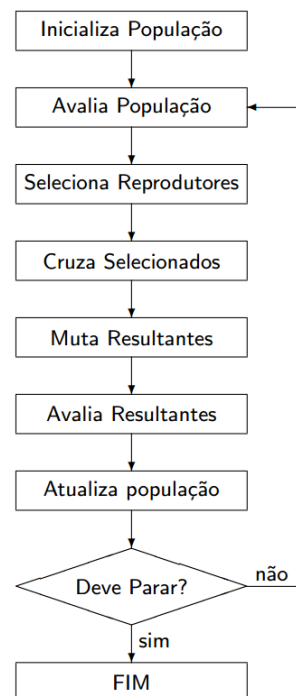 Inicializa População
Avalia População
Seleciona Reprodutores
Cruza Selecionados
Muta Resultantes
Avalia Resultantes
Atualiza população
Deve Parar?
não
sim
FIM